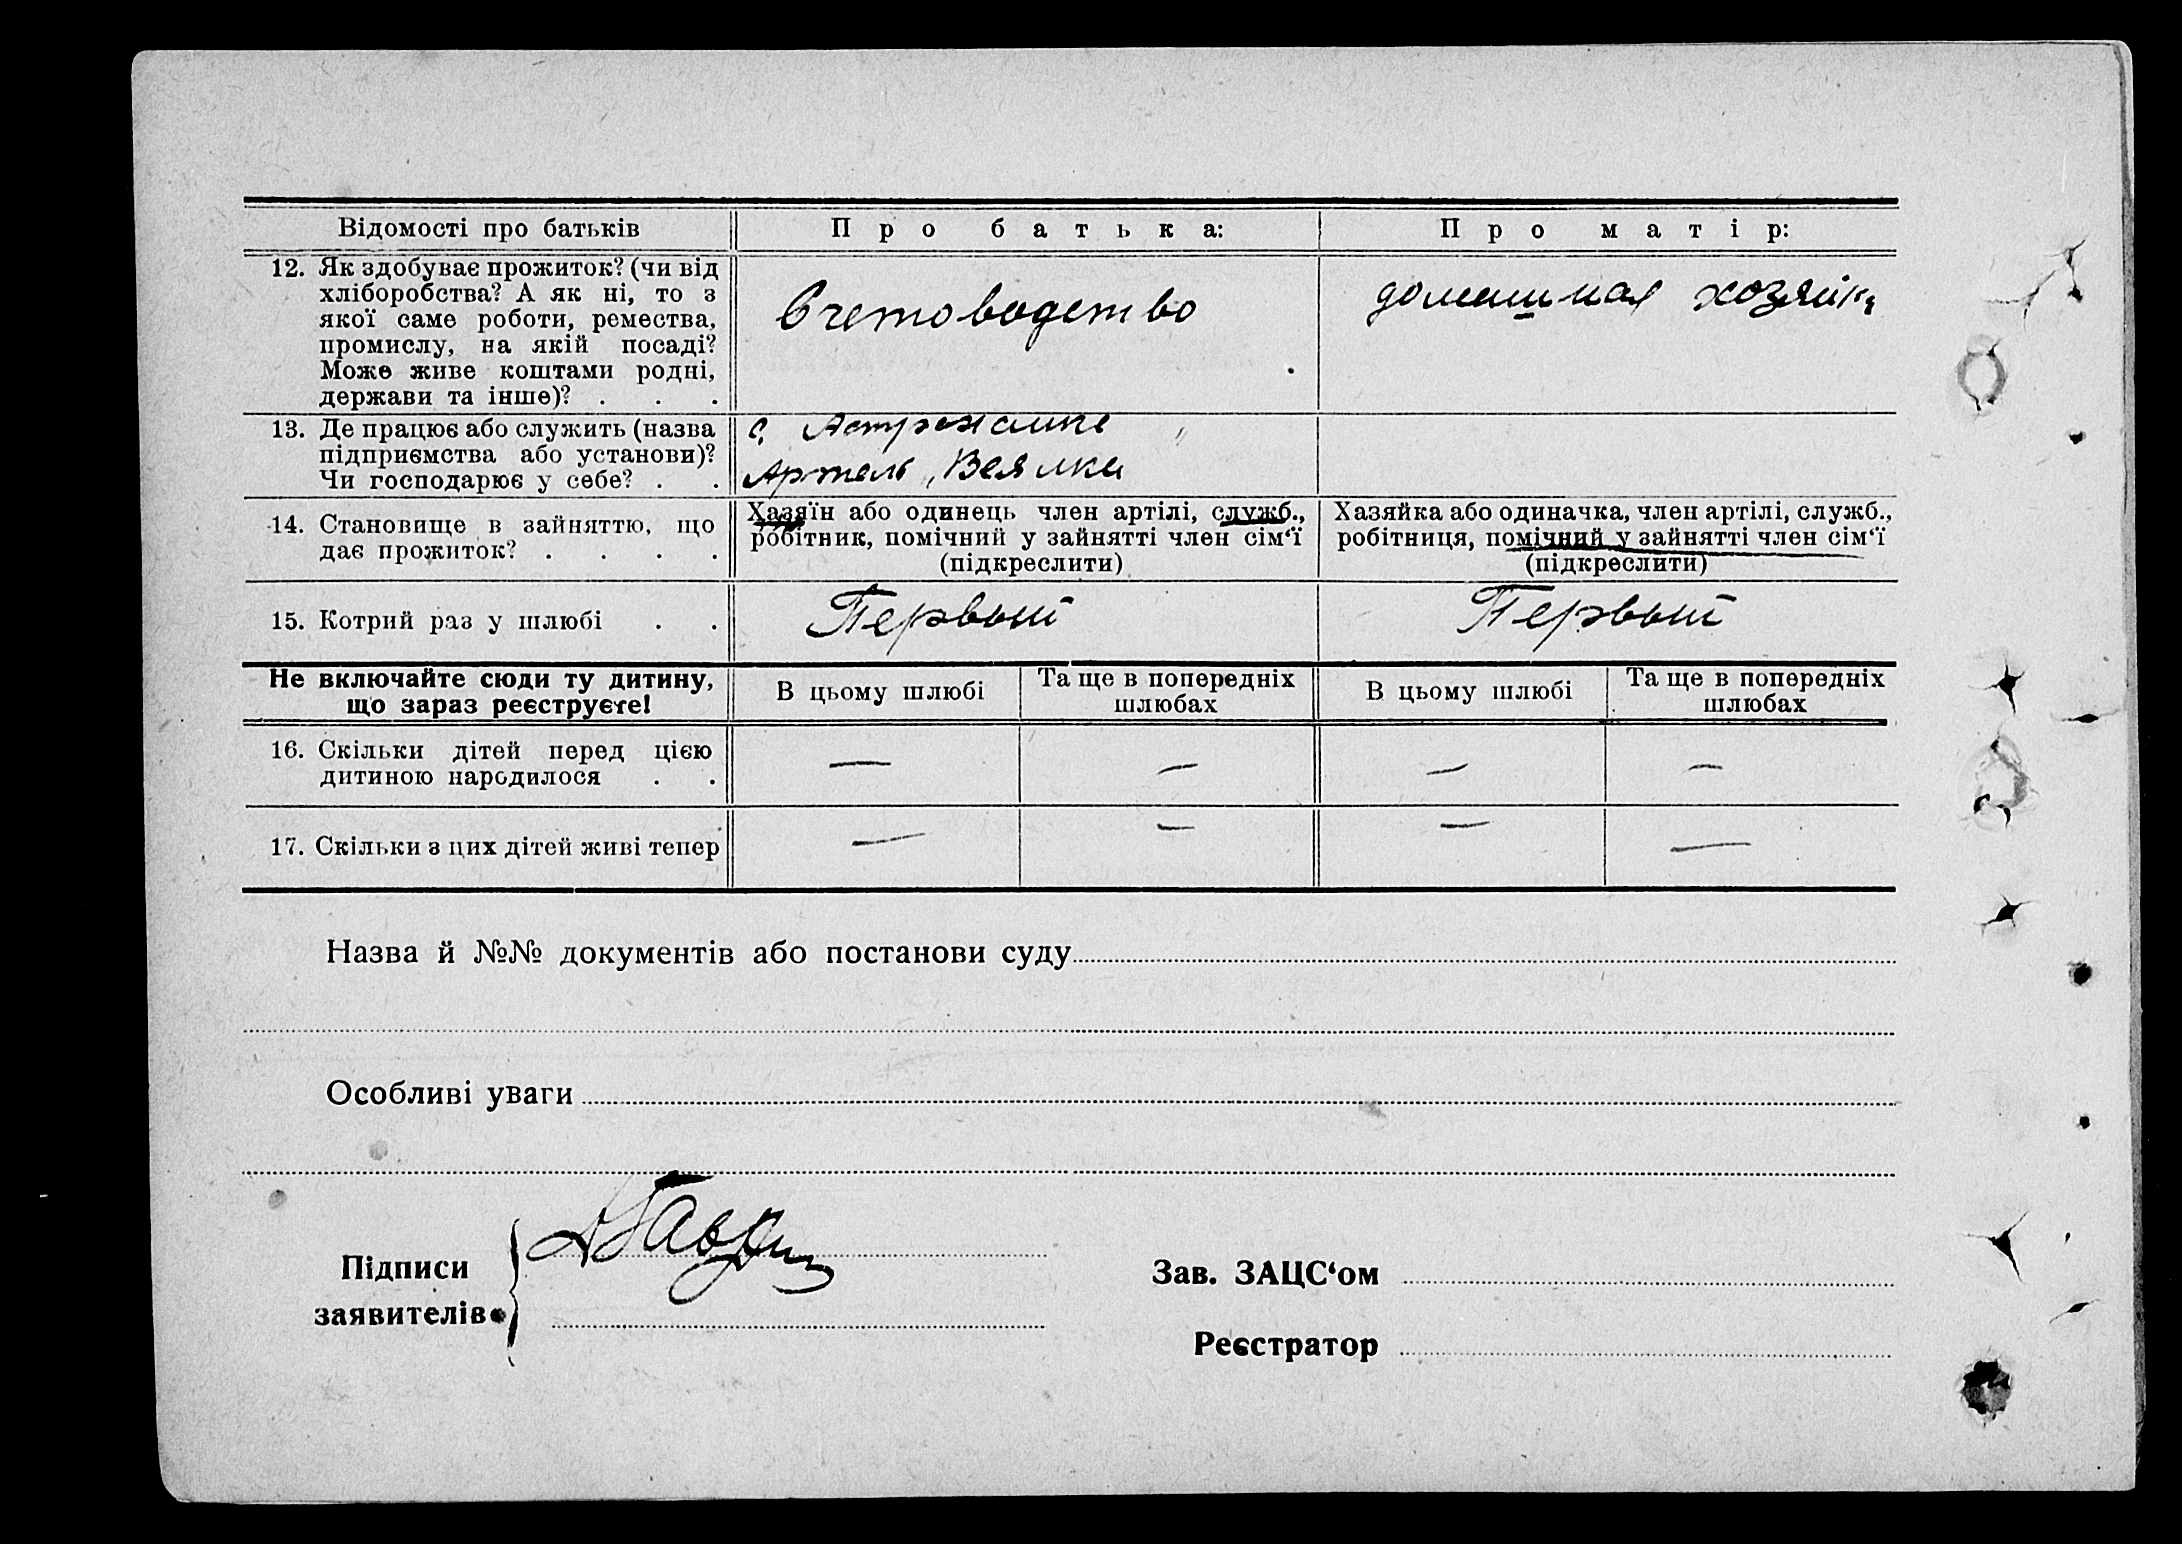 Відомості про батьків
Про батька:
Про матір:
12. Як здобуває прожиток? (чи від
хліборобства? А як ні, то з
якої саме роботи, ремества,
промислу, на якій посаді?
Може живе коштами родні,
держави та інше)? . . .
Счетоводство
домашная хозяйка
13. Де працює або служить (назва
підприємства або установи)?
Чи господарює у себе? . .
с.
Артель „Веялка
14. Становище в зайняттю, що
дає прожиток? . . . .
Хазяїн або одинець член артілі, служб.,
робітник, помічний у зайнятті член сім‘ї
(підкреслити)
Хазяйка або одиначка, член артілі, служб.,
робітниця, помічний у зайнятті член сім‘ї
(підкреслити)
15. Котрий раз у шлюбі . .
Первый
Первый
Не включайте сюди ту дитину,
що зараз реєструєте!
В цьому шлюбі
Та ще в попередніх
шлюбах
В цьому шлюбі
Та ще в попередніх
шлюбах
16. Скільки дітей перед цією
дитиною народилося . .
— — — —
17. Скільки з цих дітей живі тепер
— — — —
Назва й №№ документів або постанови суду
Особливі уваги
Підписи
заявителів
Зав. ЗАЦС‘ом
Реєстратор